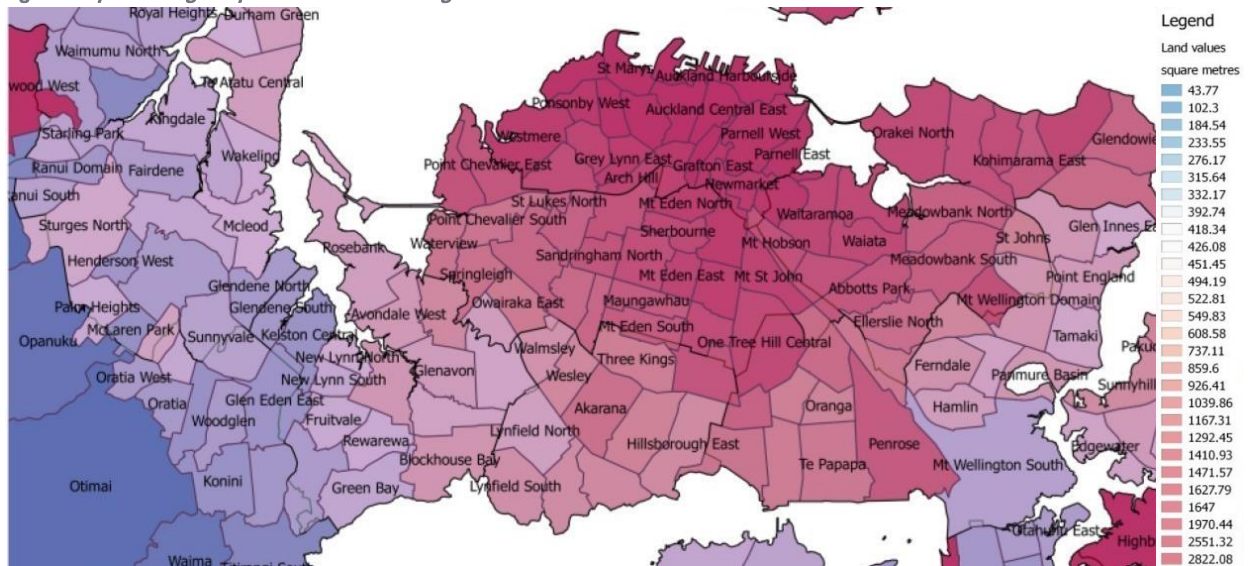 Royal Heights
Durham Green
Waimumu North
Te Atatu Central
wood West
Kingdale
Starling Park
Wakeling
Ranui Domain
Fairdene
anui South
Sturges North
Mcleod
Henderson West
Rosebank
Glendene North
Palm Heights
Glendene South
McLaren Park
Sunnyvale
Kelston Central
Avondale West
Opanuku
New Lynn North
Oratia West
New Lynn South
Glenavon
Oratia
Glen Eden East
Woodglen
Fruitvale
Rewarewa
Blockhouse Bay
Otimai
Konini
Green Bay
Waima
Titirangi South
St Marys
Auckland Harbourside
Ponsonby West
Auckland Central East
Westmere
Parnell West
Point Chevalier East
Grey Lynn East
Parnell East
Arch Hill
Grafton East
Newmarket
St Lukes North
Mt Eden North
Point Chevalier South
Sherbourne
Waterview
Mt Hobson
Sandringham North
Springleigh
Mt Eden East
Mt St John
Owairaka East
Maungawhau
Mt Eden South
One Tree Hill Central
Walmsley
Three Kings
Wesley
Akarana
Oranga
Lynfield North
Hillsborough East
Penrose
Te Papapa
Lynfield South
Orakei North
Glendowie
Kohimarama East
Waitaramoa
Meadowbank North
Waiata
St Johns
Glen Innes Ea
Meadowbank South
Point England
Abbotts Park
Mt Wellington Domain
Ellerslie North
Tamaki
Ferndale
Panmure Basin
Paku
Sunnyhill
Hamlin
Edgewater
Mt Wellington South
Otahuhu East
Highb
Legend
Land values
square metres
43.77
102.3
184.54
233.55
276.17
315.64
332.17
392.74
418.34
426.08
451.45
494.19
522.81
549.83
608.58
737.11
859.6
926.41
1039.86
1167.31
1292.45
1410.93
1471.57
1627.79
1647
1970.44
2551.32
2822.08